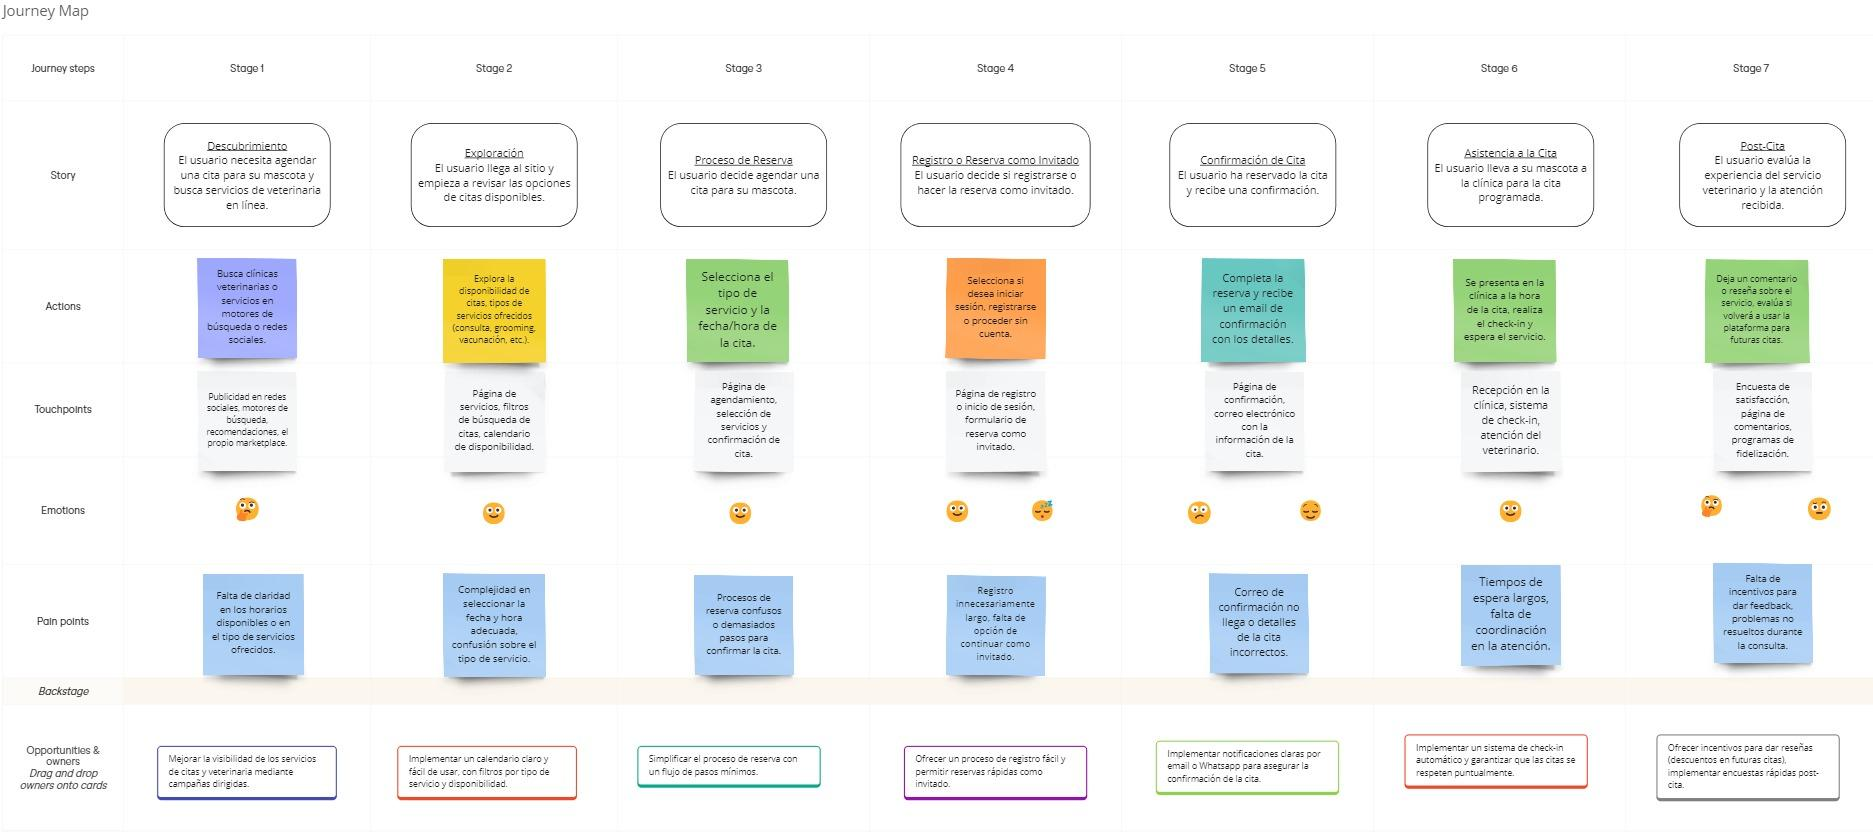 Journey Map
Journey steps
Stage 1
Stage 2
Stage 3
Stage 4
Stage 5
Stage 6
Stage 7
Story
Descubrimiento
El usuario necesita agendar
una cita para su mascota y
busca servicios de veterinaria
en línea.
Exploración
El usuario llega al sitio y
empieza a revisar las opciones
de citas disponibles.
Proceso de Reserva
El usuario decide agendar una
cita para su mascota.
Registro o Reserva como Invitado
El usuario decide si registrarse o
hacer la reserva como invitado.
Confirmación de Cita
El usuario ha reservado la cita
y recibe una confirmación.
Asistencia a la Cita
El usuario lleva a su mascota a
la clínica para la cita
programada.
Post-Cita
El usuario evalúa la
experiencia del servicio
veterinario y la atención
recibida.
Actions
Busca clínicas
veterinarias o
servicios en
motores de
búsqueda o redes
sociales.
Explora la
disponibilidad de
citas, tipos de
servicios ofrecidos
(consulta, grooming,
vacunación, etc.).
Selecciona el
tipo de
servicio y la
fecha/hora de
la cita.
Selecciona si
desea iniciar
sesión, registrarse
o proceder sin
cuenta.
Completa la
reserva y recibe
un email de
confirmación
con los detalles.
Se presenta en la
clínica a la hora
de la cita, realiza
el check-in y
espera el servicio.
Deja un comentario
o reseña sobre el
servicio, evalúa si
volverá a usar la
plataforma para
futuras citas.
Touchpoints
Publicidad en redes
sociales, motores de
búsqueda,
recomendaciones, el
propio marketplace.
Página de
servicios, filtros
de búsqueda de
citas, calendario
de disponibilidad.
Página de
agendamiento,
selección de
servicios y
confirmación de
cita.
Página de registro
o inicio de sesión,
formulario de
reserva como
invitado.
Página de
confirmación,
correo electrónico
con la
información de la
cita.
Recepción en la
clínica, sistema
de check-in,
atención del
veterinario.
Encuesta de
satisfacción,
página de
comentarios,
programas de
fidelización.
Emotions
Pain points
Falta de claridad
en los horarios
disponibles o en
el tipo de servicios
ofrecidos.
Complejidad en
seleccionar la
fecha y hora
adecuada,
confusión sobre el
tipo de servicio.
Procesos de
reserva confusos
o demasiados
pasos para
confirmar la cita.
Registro
innecesariamente
largo, falta de
opción de
continuar como
invitado.
Correo de
confirmación no
llega o detalles
de la cita
incorrectos.
Tiempos de
espera largos,
falta de
coordinación
en la atención.
Falta de
incentivos para
dar feedback,
problemas no
resueltos durante
la consulta.
Backstage
Opportunities &
owners
Drag and drop
owners onto cards
Mejorar la visibilidad de los servicios
de citas y veterinaria mediante
campañas dirigidas.
Implementar un calendario claro y
fácil de usar, con filtros por tipo de
servicio y disponibilidad.
Simplificar el proceso de reserva con
un flujo de pasos mínimos.
Ofrecer un proceso de registro fácil y
permitir reservas rápidas como
invitado.
Implementar notificaciones claras por
email o Whatsapp para asegurar la
confirmación de la cita.
Implementar un sistema de check-in
automático y garantizar que las citas se
respeten puntualmente.
Ofrecer incentivos para dar reseñas
(descuentos en futuras citas),
implementar encuestas rápidas post-
cita.